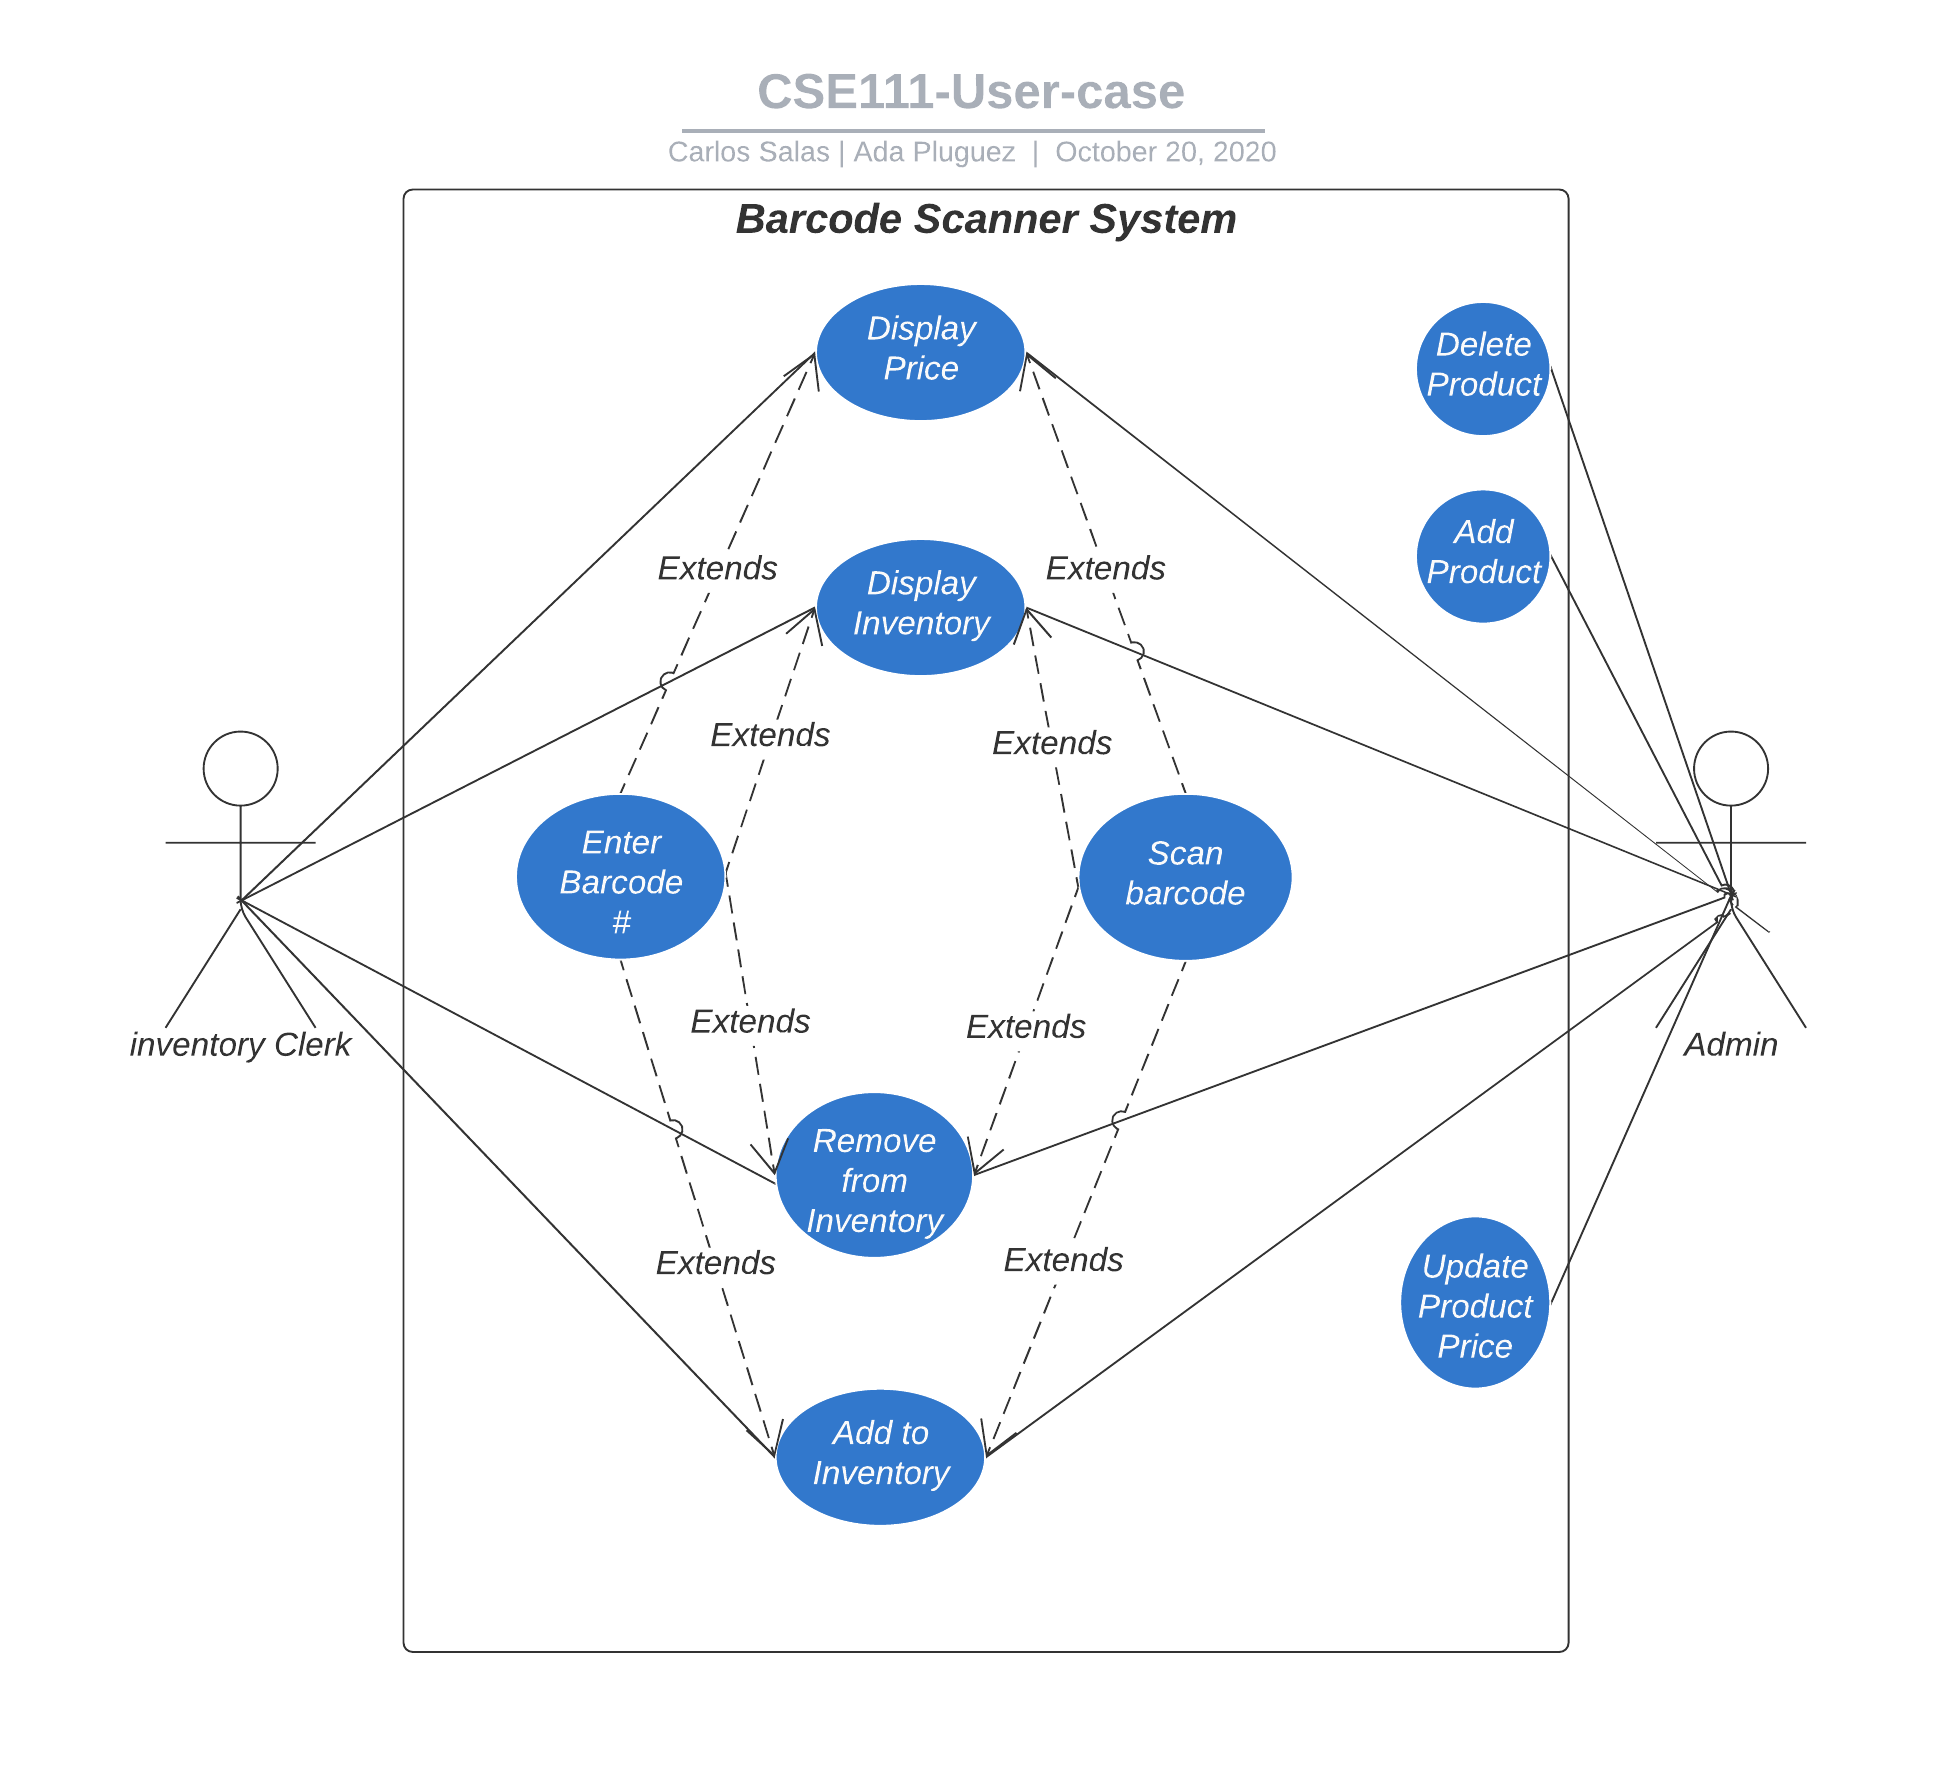 CSE111-User-case
Carlos Salas | Ada Pluguez | October 20, 2020
Barcode Scanner System
Display
Price
Delete
Product
Add
Product
Extends
Extends
Display
Inventory
Extends
Extends
Enter
Barcode
#
Scan
barcode
inventory Clerk
Admin
Extends
Extends
Remove
from
Inventory
Extends
Extends
Update
Product
Price
Add to
Inventory